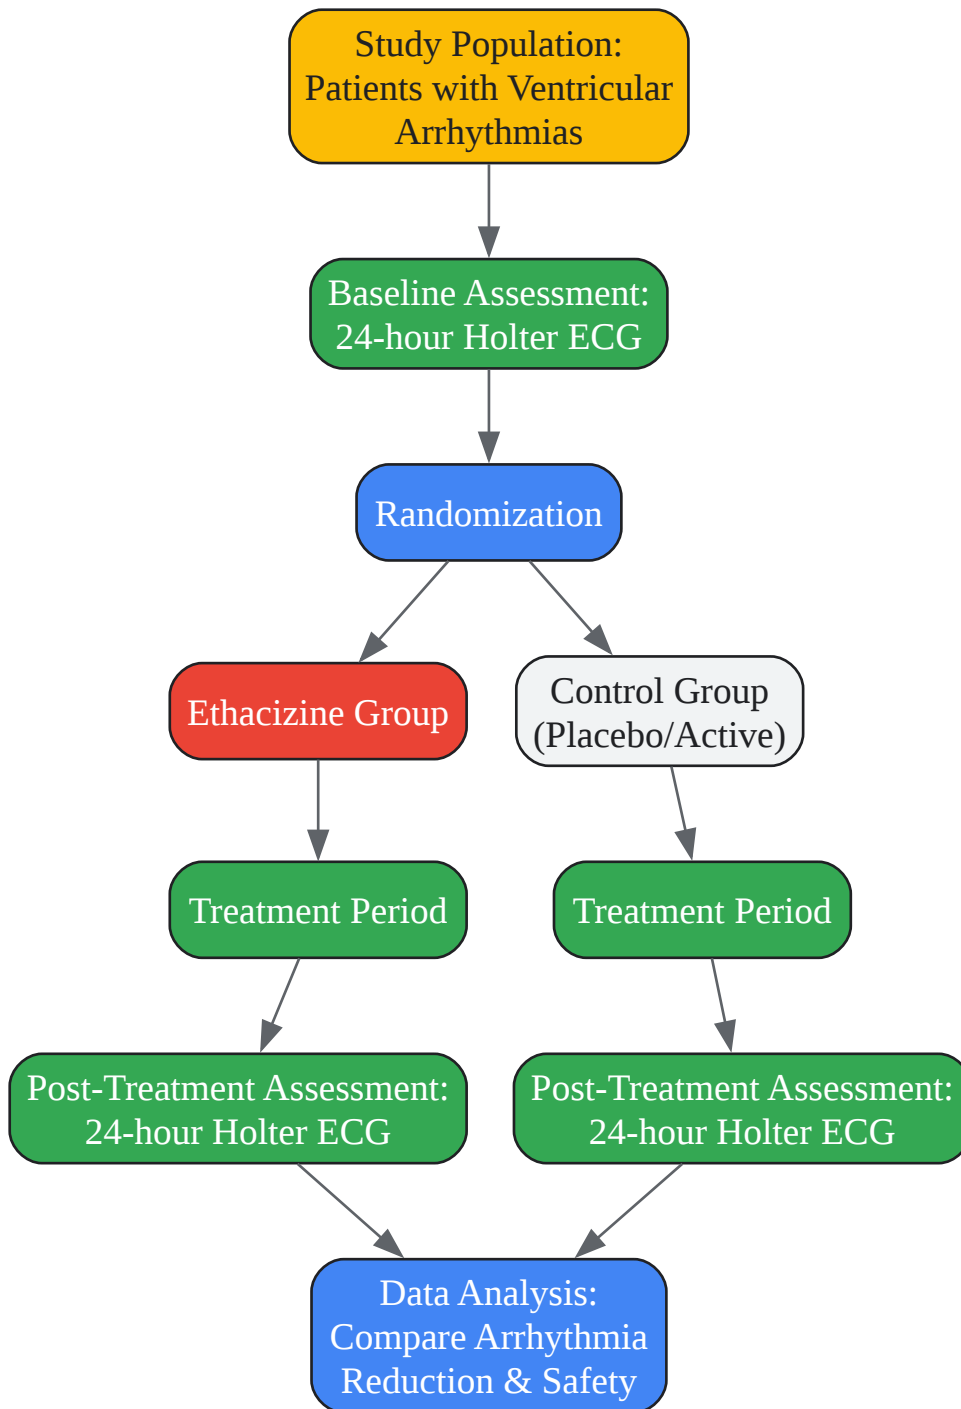 Study Population:
Patients with Ventricular
Arrhythmias
Baseline Assessment:
24-hour Holter ECG
Randomization
Ethacizine Group
Control Group
(Placebo/Active)
Treatment Period
Treatment Period
Post-Treatment Assessment:
24-hour Holter ECG
Post-Treatment Assessment:
24-hour Holter ECG
Data Analysis:
Compare Arrhythmia
Reduction & Safety